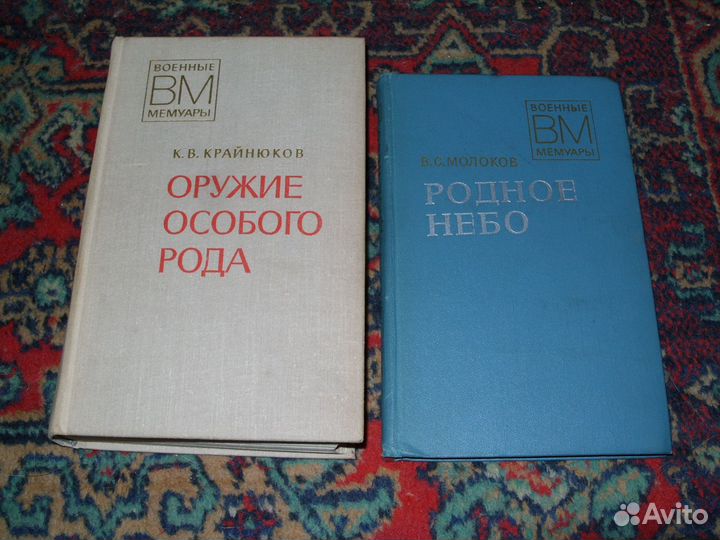 ВОЕННЫЕ
ВМ
МЕМУАРЫ
К. В. КРАЙНЮКОВ
ОРУЖИЕ
ОСОБОГО
РОДА
ВОЕННЫЕ
ВМ
МЕМУАРЫ
В. С. МОЛОКОВ
РОДНОЕ
НЕБО
Avito